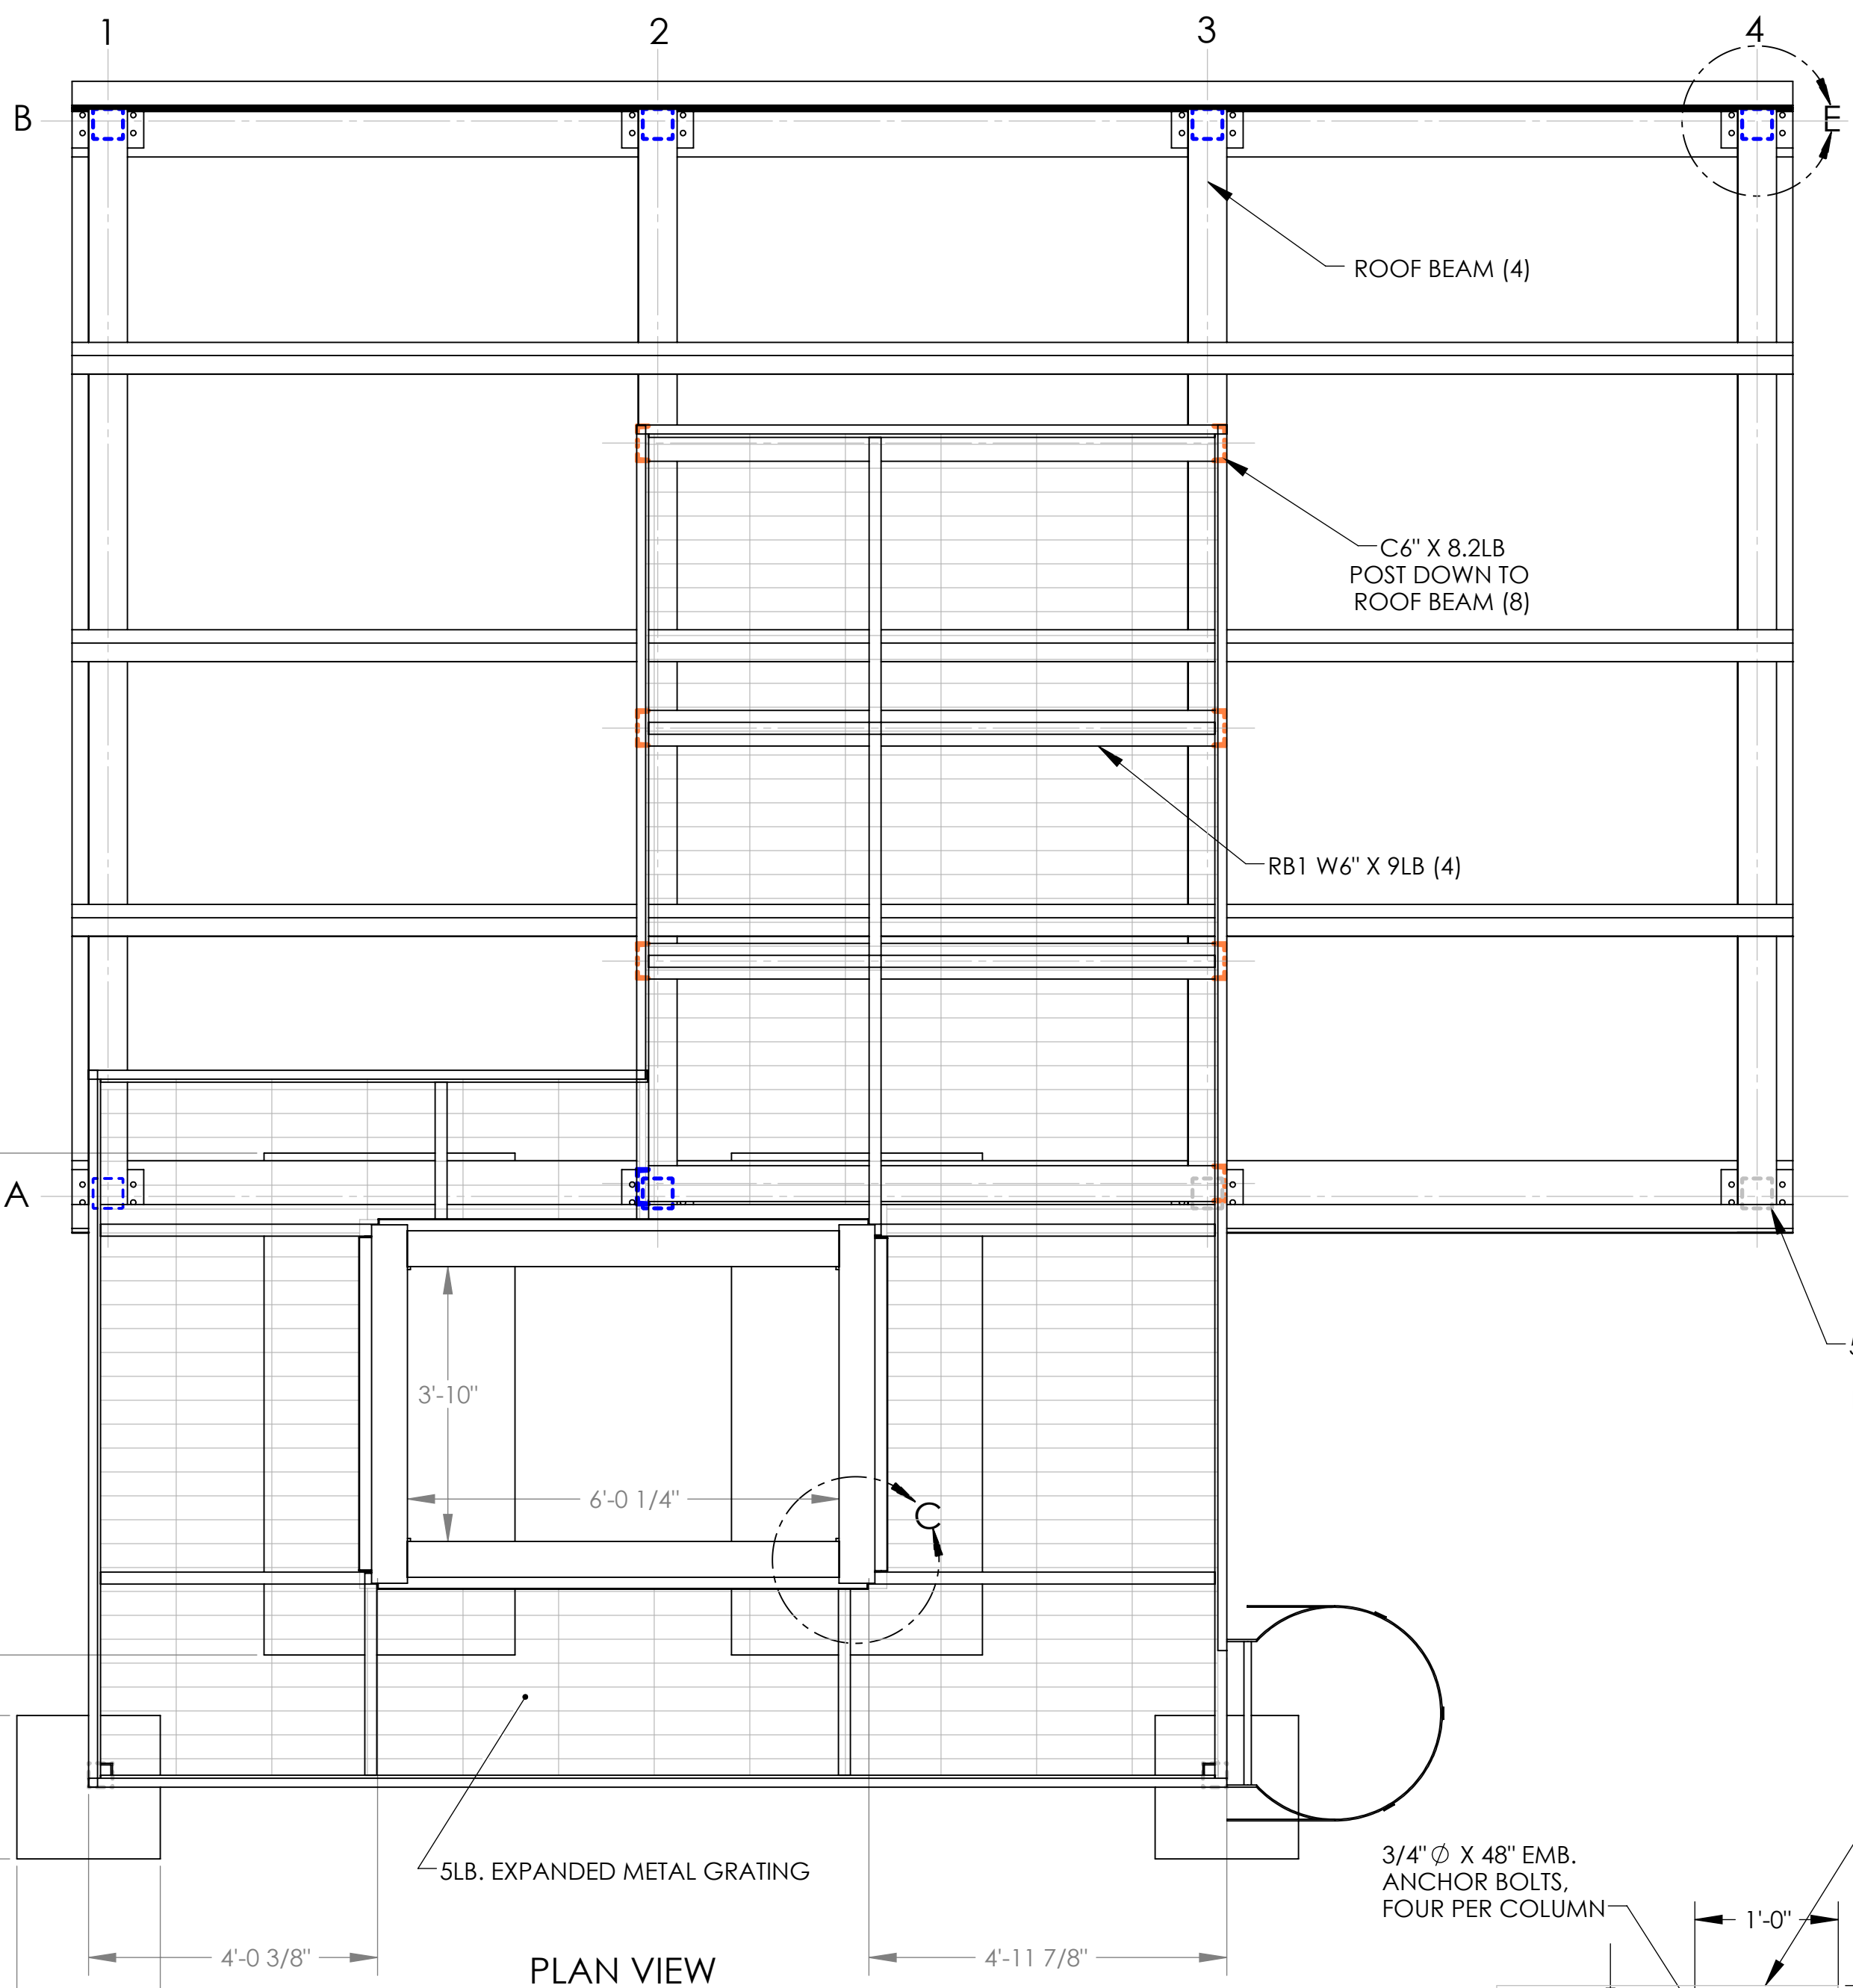 1 2 3 4
B
E
ROOF BEAM (4)
C6" X 8.2LB
POST DOWN TO
ROOF BEAM (8)
RB1 W6" X 9LB (4)
A
3'-10"
6'-0 1/4"
C
5LB. EXPANDED METAL GRATING
3/4"∅ X 48" EMB.
ANCHOR BOLTS,
FOUR PER COLUMN
1'-0"
4'-0 3/8"
4'-11 7/8"
PLAN VIEW